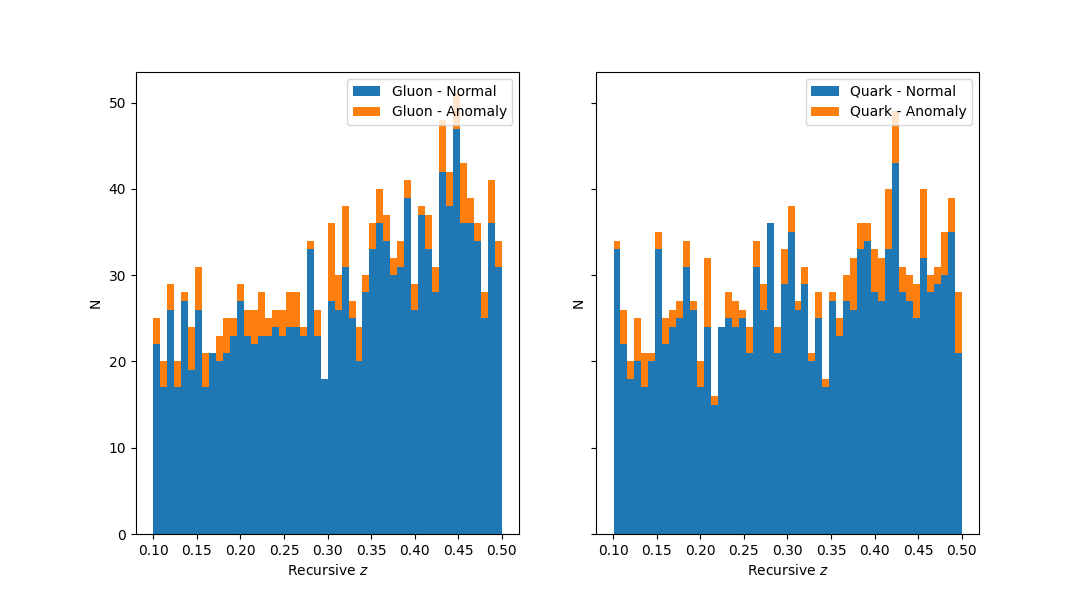 Gluon - Normal
Gluon - Anomaly
50
40
30
20
10
0
N
0.10 0.15 0.20 0.25 0.30 0.35 0.40 0.45 0.50
Recursive z
Quark - Normal
Quark - Anomaly
N
0.10 0.15 0.20 0.25 0.30 0.35 0.40 0.45 0.50
Recursive z